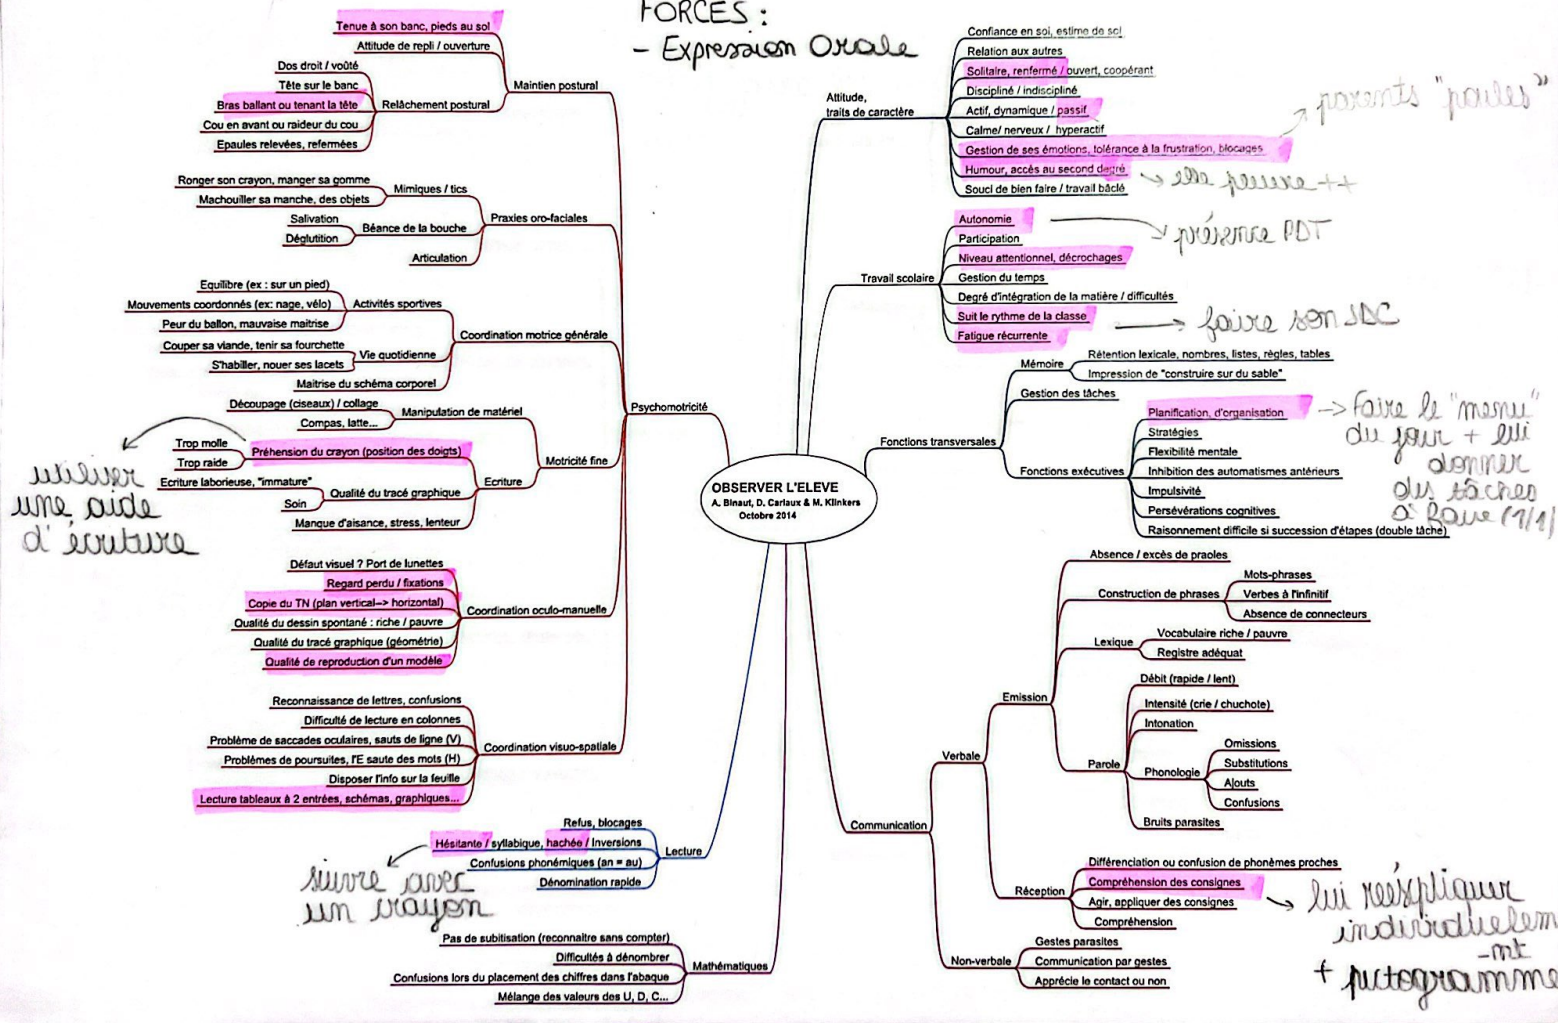 FORCES :
- Expression Orale
OBSERVER L'ELEVE
A. Binaut, D. Carlaux & M. Klinkers
Octobre 2014
Psychomotricité
Maintien postural
Tenue à son banc, pieds au sol
Attitude de repli / ouverture
Relâchement postural
Dos droit / voûté
Tête sur le banc
Bras ballant ou tenant la tête
Cou en avant ou raideur du cou
Epaules relevées, refermées
Praxies oro-faciales
Mimiques / tics
Ronger son crayon, manger sa gomme
Machouiller sa manche, des objets
Béance de la bouche
Salivation
Déglutition
Articulation
Coordination motrice générale
Activités sportives
Equilibre (ex : sur un pied)
Mouvements coordonnés (ex: nage, vélo)
Peur du ballon, mauvaise maitrise
Vie quotidienne
Couper sa viande, tenir sa fourchette
S'habiller, nouer ses lacets
Maitrise du schéma corporel
Motricité fine
Manipulation de matériel
Découpage (ciseaux) / collage
Compas, latte...
Ecriture
Préhension du crayon (position des doigts)
Trop molle
Trop raide
utiliser
une aide
d'écriture
Qualité du tracé graphique
Ecriture laborieuse, "immature"
Soin
Manque d'aisance, stress, lenteur
Coordination oculo-manuelle
Défaut visuel ? Port de lunettes
Regard perdu / fixations
Copie du TN (plan vertical--> horizontal)
Qualité du dessin spontané : riche / pauvre
Qualité du tracé graphique (géométrie)
Qualité de reproduction d'un modèle
Coordination visuo-spatiale
Reconnaissance de lettres, confusions
Difficulté de lecture en colonnes
Problème de saccades oculaires, sauts de ligne (V)
Problèmes de poursuites, l'E saute des mots (H)
Disposer l'info sur la feuille
Lecture tableaux à 2 entrées, schémas, graphiques...
Lecture
Refus, blocages
Hésitante / syllabique, hachée / Inversions
suivre avec
un crayon
Confusions phonémiques (an = au)
Dénomination rapide
Mathématiques
Pas de subitisation (reconnaitre sans compter)
Difficultés à dénombrer
Confusions lors du placement des chiffres dans l'abaque
Mélange des valeurs des U, D, C...
Attitude,
traits de caractère
Confiance en soi, estime de soi
Relation aux autres
Solitaire, renfermé / ouvert, coopérant
Discipliné / indiscipliné
Actif, dynamique / passif
Calme/ nerveux / hyperactif
Gestion de ses émotions, tolérance à la frustration, blocages
parents "poules"
Humour, accès au second degré
elle pleure ++
Souci de bien faire / travail bâclé
Travail scolaire
Autonomie
présence PDT
Participation
Niveau attentionnel, décrochages
Gestion du temps
Degré d'intégration de la matière / difficultés
Suit le rythme de la classe
faire son JDC
Fatigue récurrente
Fonctions transversales
Mémoire
Rétention lexicale, nombres, listes, règles, tables
Impression de "construire sur du sable"
Gestion des tâches
Fonctions exécutives
Planification, d'organisation
Faire le "menu"
du jour + lui
donner
des tâches
à faire (1/1)
Stratégies
Flexibilité mentale
Inhibition des automatismes antérieurs
Impulsivité
Persévérations cognitives
Raisonnement difficile si succession d'étapes (double tâche)
Communication
Verbale
Emission
Absence / excès de praoles
Construction de phrases
Mots-phrases
Verbes à l'infinitif
Absence de connecteurs
Lexique
Vocabulaire riche / pauvre
Registre adéquat
Parole
Débit (rapide / lent)
Intensité (crie / chuchote)
Intonation
Phonologie
Omissions
Substitutions
Ajouts
Confusions
Bruits parasites
Réception
Différenciation ou confusion de phonèmes proches
Compréhension des consignes
lui réexpliquer
individuelem
-nt
+ pictogramme
Agir, appliquer des consignes
Compréhension
Non-verbale
Gestes parasites
Communication par gestes
Apprécie le contact ou non